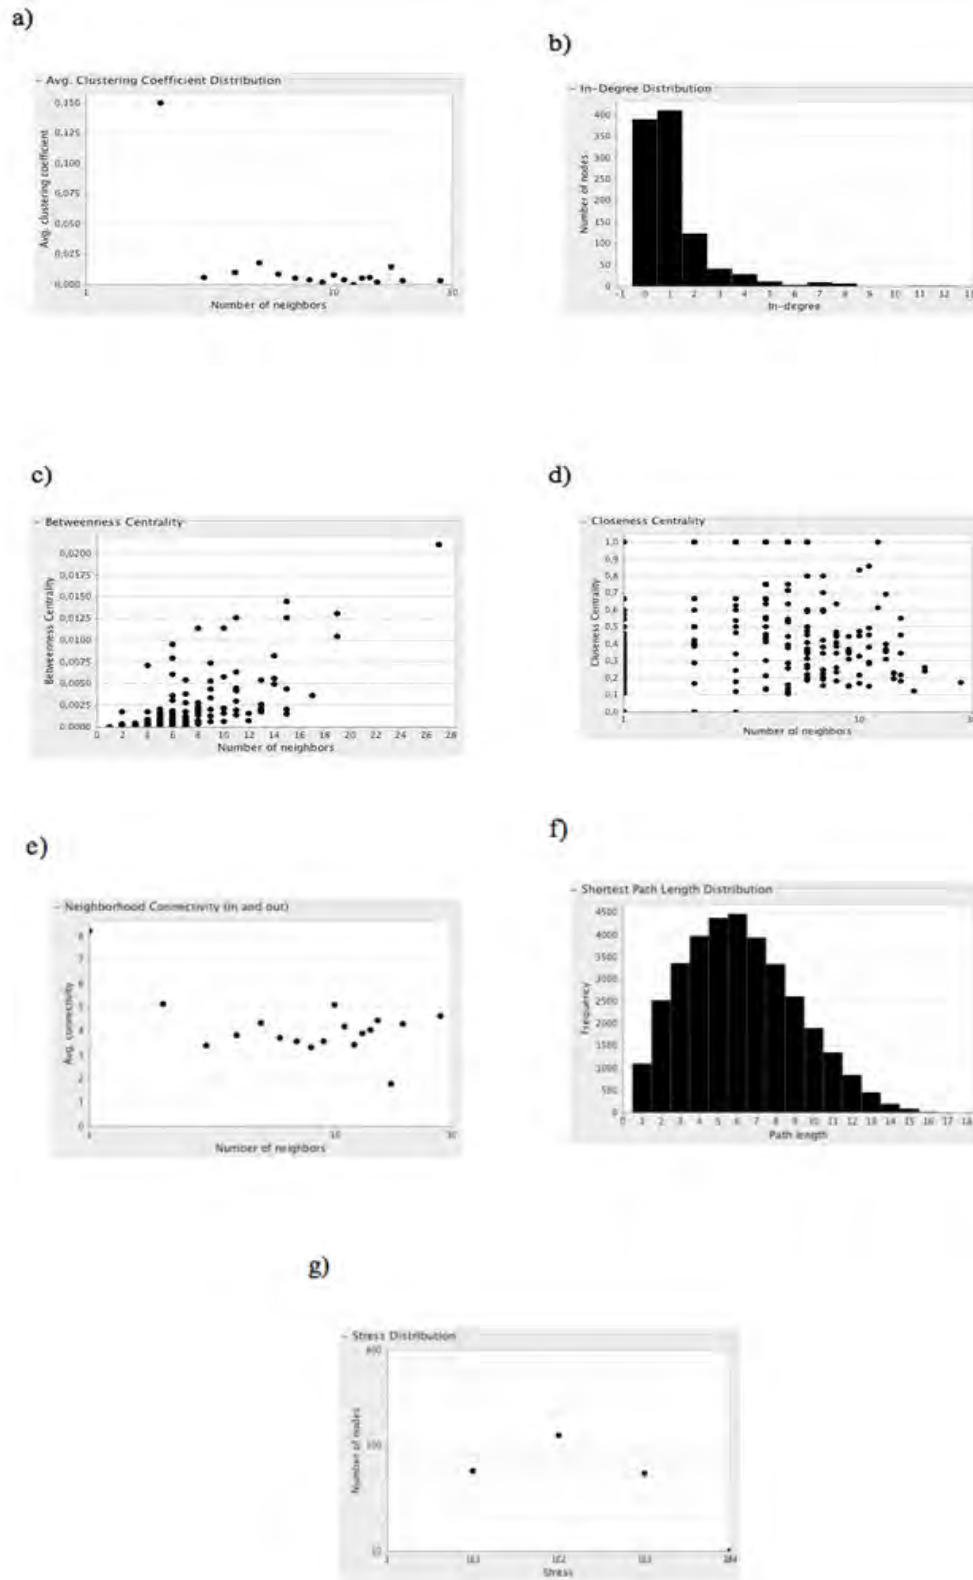 a)
b)
- Avg. Clustering Coefficient Distribution
0,150
0,125
0,100
0,075
0,050
0,025
0,000
Avg. clustering coefficient
1 10 30
Number of neighbors
- In-Degree Distribution
400
350
300
250
200
150
100
50
0
Number of nodes
-1 0 1 2 3 4 5 6 7 8 9 10 11 12 13
In-degree
c)
d)
- Betweenness Centrality
0,0200
0,0175
0,0150
0,0125
0,0100
0,0075
0,0050
0,0025
0,0000
Betweenness Centrality
0 2 4 6 8 10 12 14 16 18 20 22 24 26 28
Number of neighbors
- Closeness Centrality
1,0
0,9
0,8
0,7
0,6
0,5
0,4
0,3
0,2
0,1
0,0
Closeness Centrality
1 10 30
Number of neighbors
e)
f)
- Neighborhood Connectivity (in and out)
8
7
6
5
4
3
2
1
0
Avg. connectivity
1 10 30
Number of neighbors
- Shortest Path Length Distribution
4500
4000
3500
3000
2500
2000
1500
1000
500
0
Frequency
0 1 2 3 4 5 6 7 8 9 10 11 12 13 14 15 16 17 18
Path length
g)
- Stress Distribution
Number of nodes
1 1E1 1E2 1E3
Stress